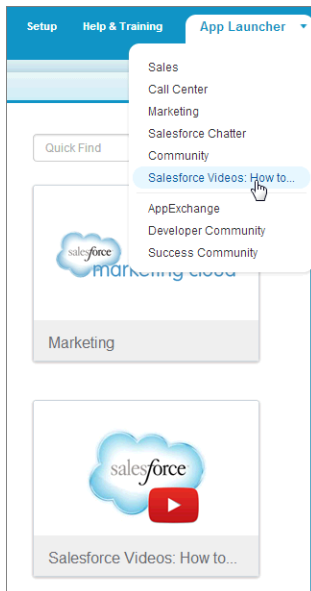 Setup Help & Training App Launcher
Sales
Call Center
Marketing
Salesforce Chatter
Community
Salesforce Videos: How to...
AppExchange
Developer Community
Success Community
Quick Find
salesforce
marketing cloud
Marketing
salesforce
Salesforce Videos: How to...